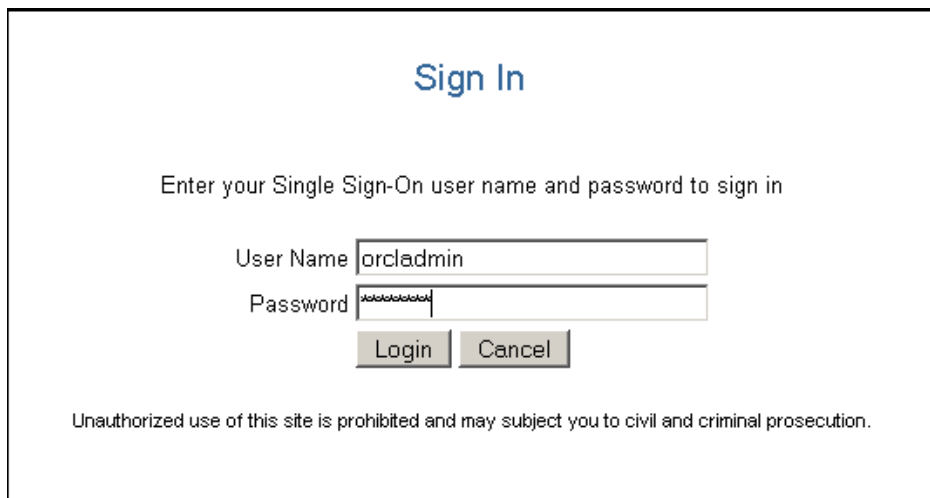 Sign In
Enter your Single Sign-On user name and password to sign in
User Name orcladmin
Password *********
Login Cancel
Unauthorized use of this site is prohibited and may subject you to civil and criminal prosecution.